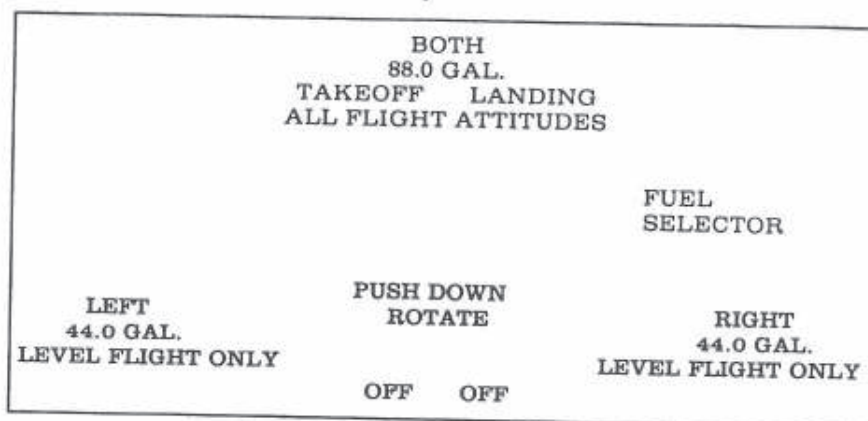 BOTH
88.0 GAL.
TAKEOFF LANDING
ALL FLIGHT ATTITUDES
FUEL
SELECTOR
LEFT
44.0 GAL.
LEVEL FLIGHT ONLY
PUSH DOWN
ROTATE
RIGHT
44.0 GAL.
LEVEL FLIGHT ONLY
OFF OFF